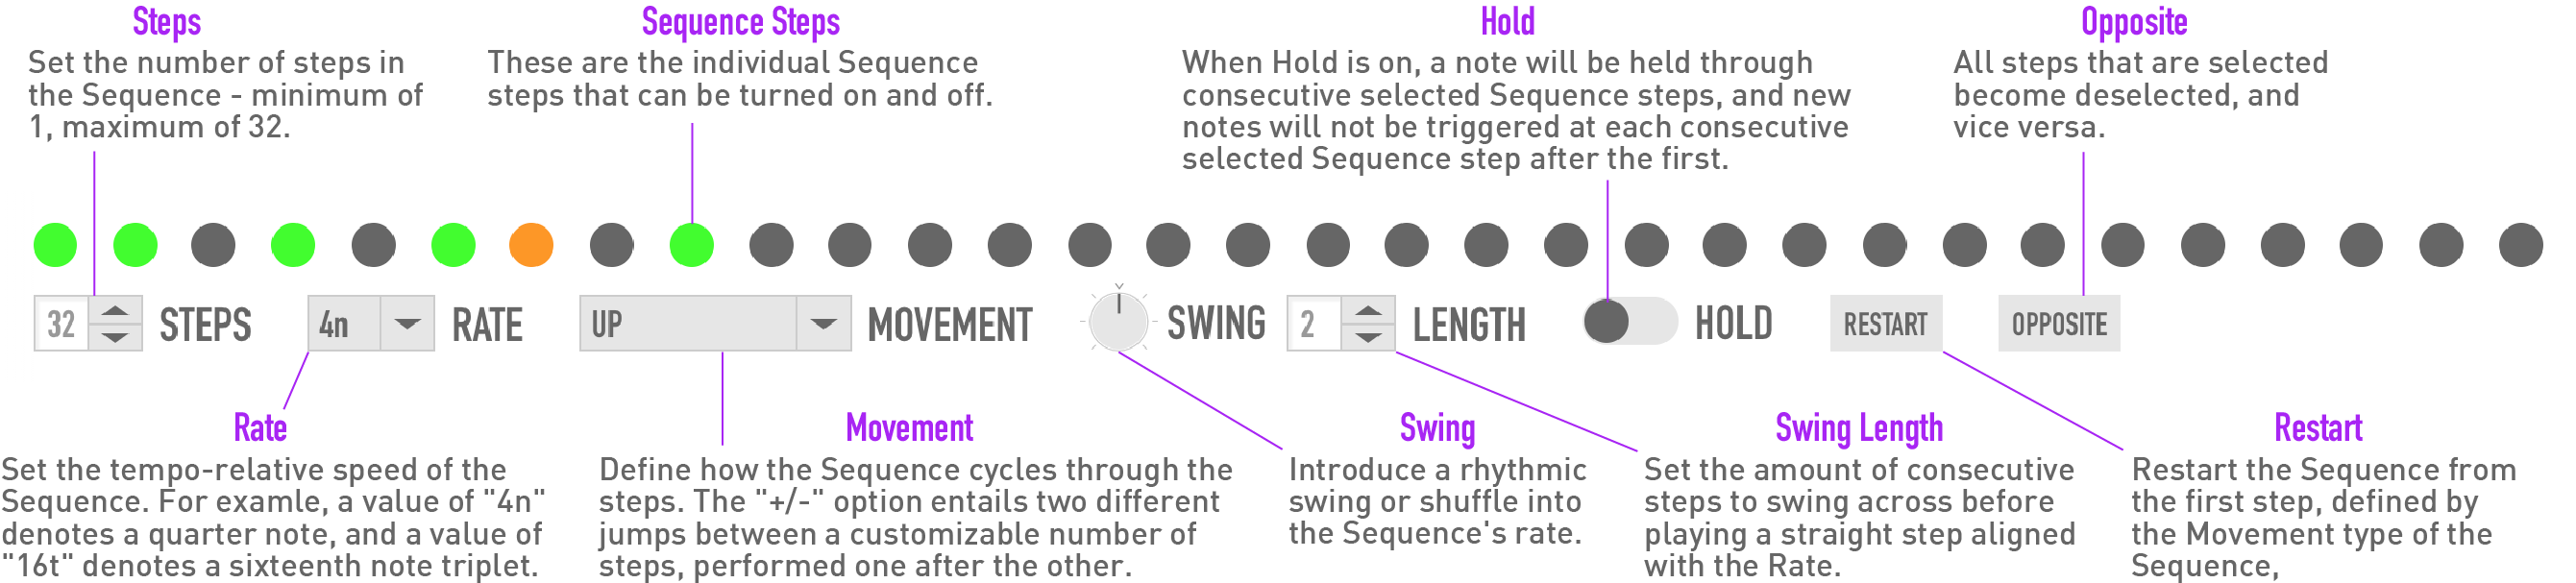 Steps
Set the number of steps in
the Sequence - minimum of
1, maximum of 32.
Sequence Steps
These are the individual Sequence
steps that can be turned on and off.
Hold
When Hold is on, a note will be held through
consecutive selected Sequence steps, and new
notes will not be triggered at each consecutive
selected Sequence step after the first.
Opposite
All steps that are selected
become deselected, and
vice versa.
32 STEPS 4n RATE UP MOVEMENT SWING 2 LENGTH HOLD RESTART OPPOSITE
Rate
Set the tempo-relative speed of the
Sequence. For examle, a value of "4n"
denotes a quarter note, and a value of
"16t" denotes a sixteenth note triplet.
Movement
Define how the Sequence cycles through the
steps. The "+/-" option entails two different
jumps between a customizable number of
steps, performed one after the other.
Swing
Introduce a rhythmic
swing or shuffle into
the Sequence's rate.
Swing Length
Set the amount of consecutive
steps to swing across before
playing a straight step aligned
with the Rate.
Restart
Restart the Sequence from
the first step, defined by
the Movement type of the
Sequence,